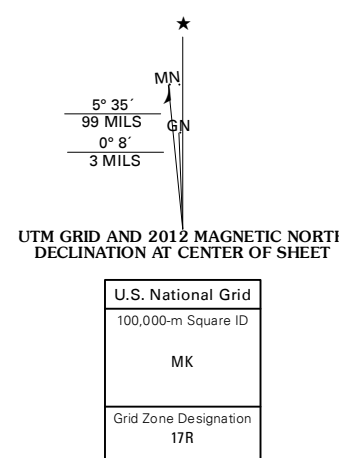 ★
MN
5° 35´
99 MILS
GN
0° 8´
3 MILS
UTM GRID AND 2012 MAGNETIC NORTH
DECLINATION AT CENTER OF SHEET
U.S. National Grid
100,000-m Square ID
MK
Grid Zone Designation
17R